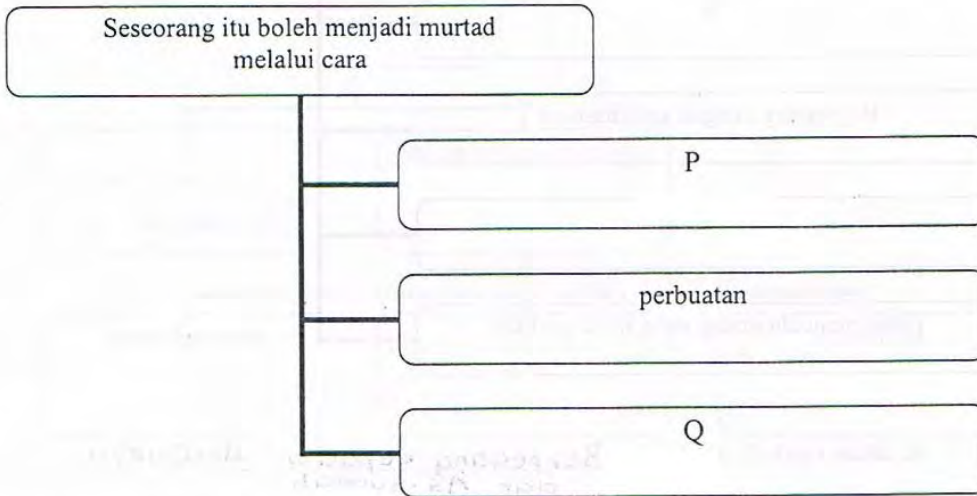 Seseorang itu boleh menjadi murtad
melalui cara
P
perbuatan
Q